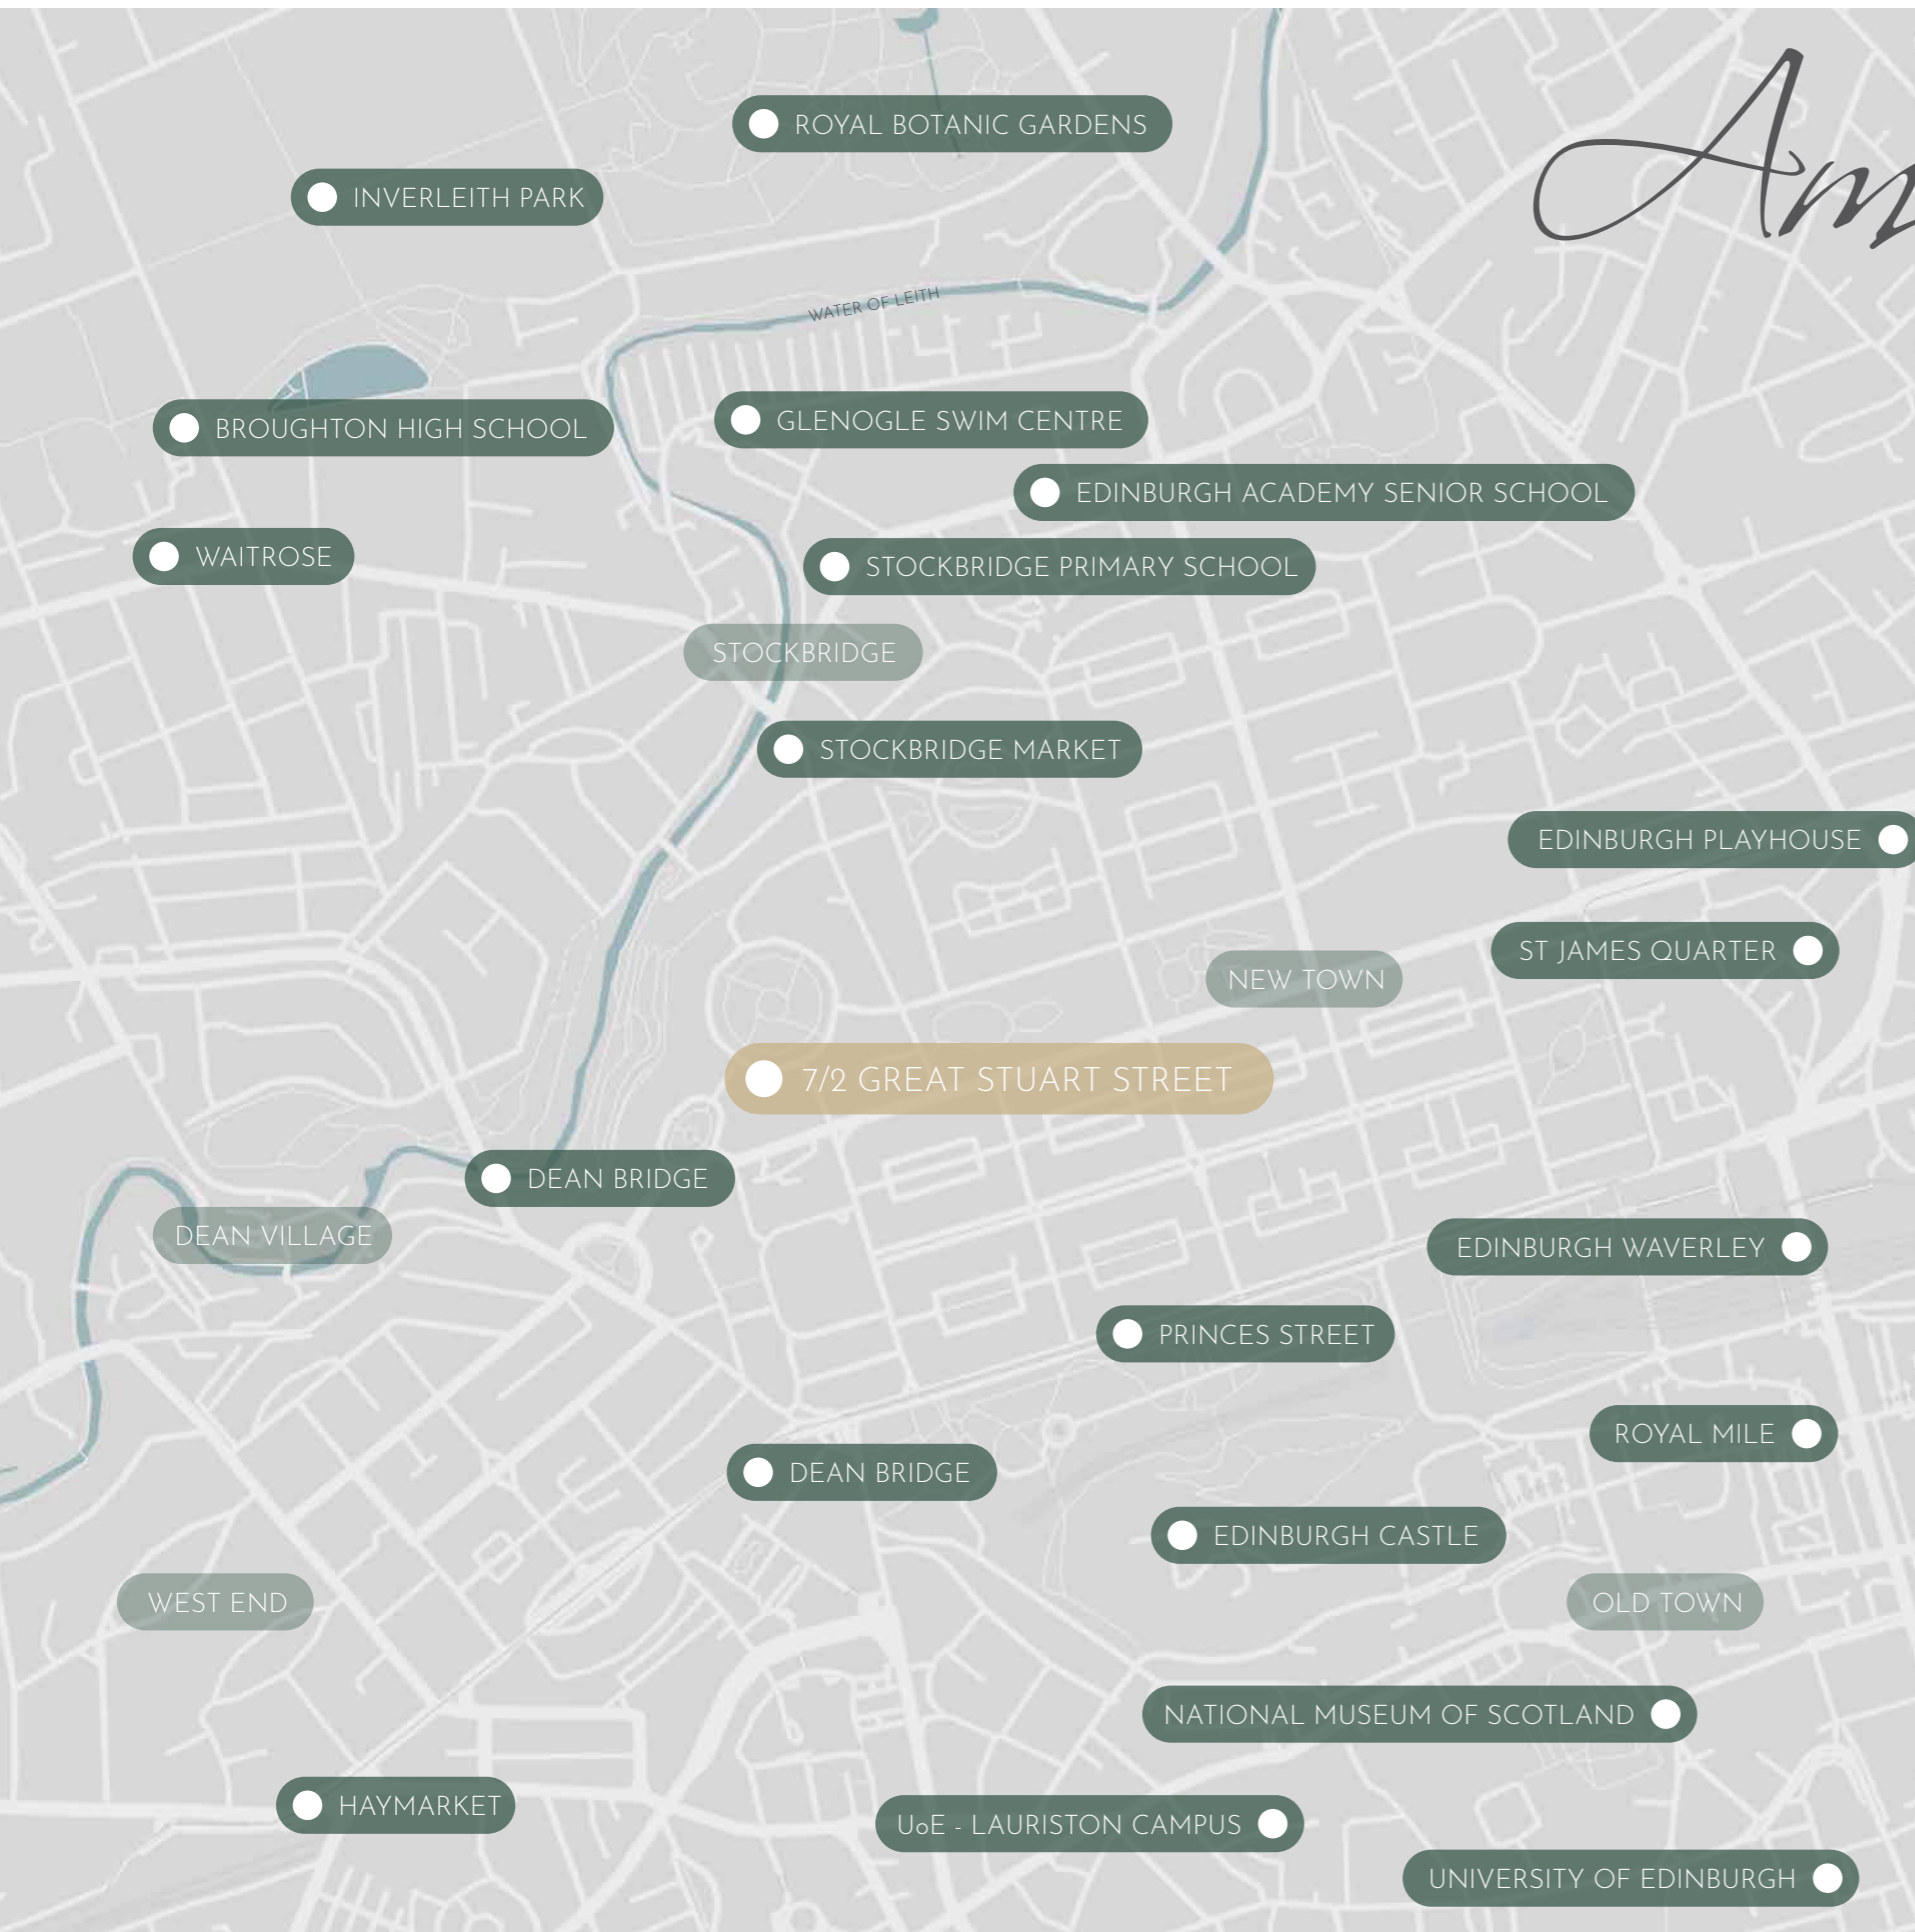 Am
ROYAL BOTANIC GARDENS
INVERLEITH PARK
WATER OF LEITH
GLENOGLE SWIM CENTRE
BROUGHTON HIGH SCHOOL
EDINBURGH ACADEMY SENIOR SCHOOL
WAITROSE
STOCKBRIDGE PRIMARY SCHOOL
STOCKBRIDGE
STOCKBRIDGE MARKET
EDINBURGH PLAYHOUSE
ST JAMES QUARTER
NEW TOWN
7/2 GREAT STUART STREET
DEAN BRIDGE
DEAN VILLAGE
EDINBURGH WAVERLEY
PRINCES STREET
ROYAL MILE
DEAN BRIDGE
EDINBURGH CASTLE
WEST END
OLD TOWN
NATIONAL MUSEUM OF SCOTLAND
HAYMARKET
UoE - LAURISTON CAMPUS
UNIVERSITY OF EDINBURGH